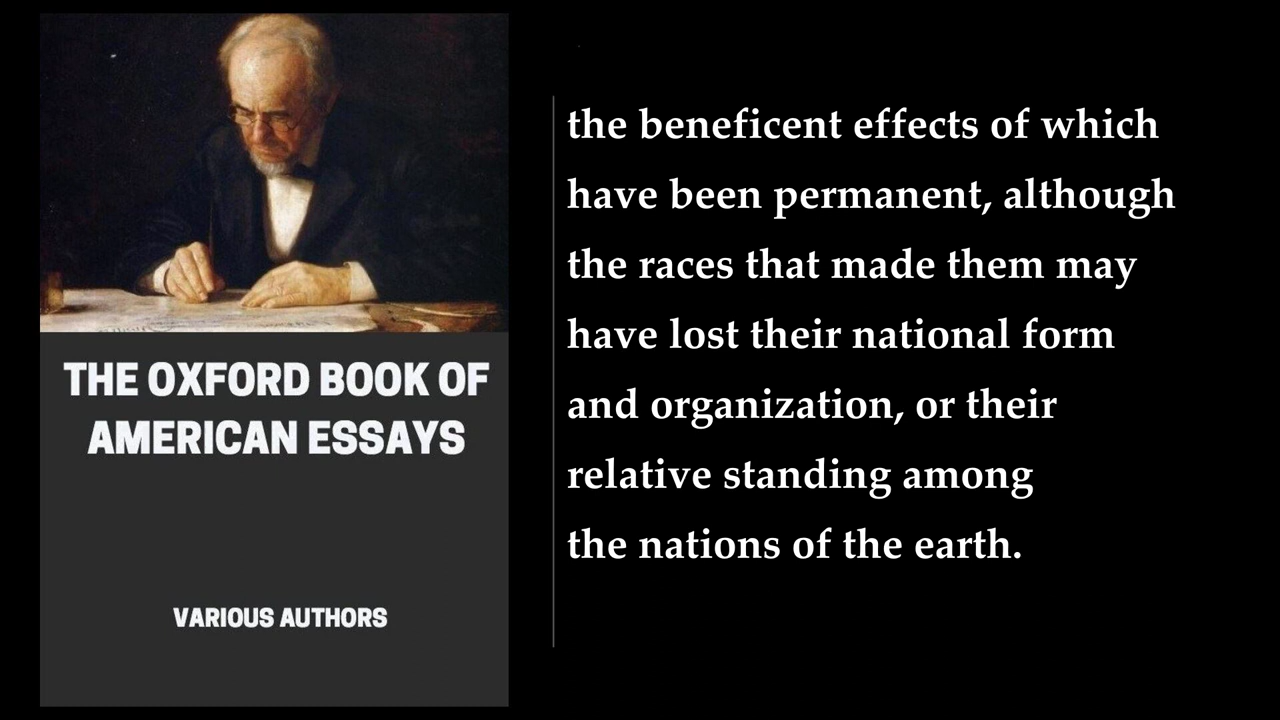 THE OXFORD BOOK OF
AMERICAN ESSAYS
VARIOUS AUTHORS
the beneficent effects of which
have been permanent, although
the races that made them may
have lost their national form
and organization, or their
relative standing among
the nations of the earth.